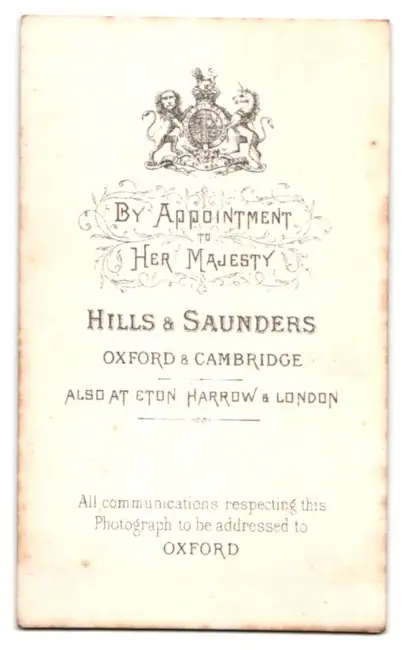 By Appointment
to
Her Majesty
Hills & Saunders
OXFORD & CAMBRIDGE
ALSO AT ETON HARROW & LONDON
All communications respecting this
Photograph to be addressed to
OXFORD